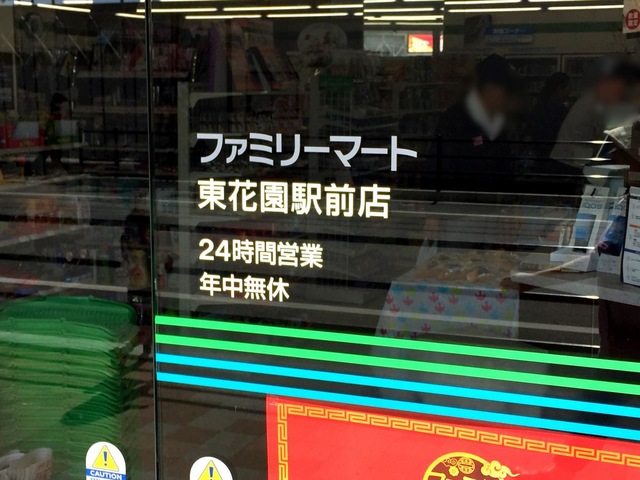 ファミリーマート
東花園駅前店
24時間営業
年中無休
CAUTION